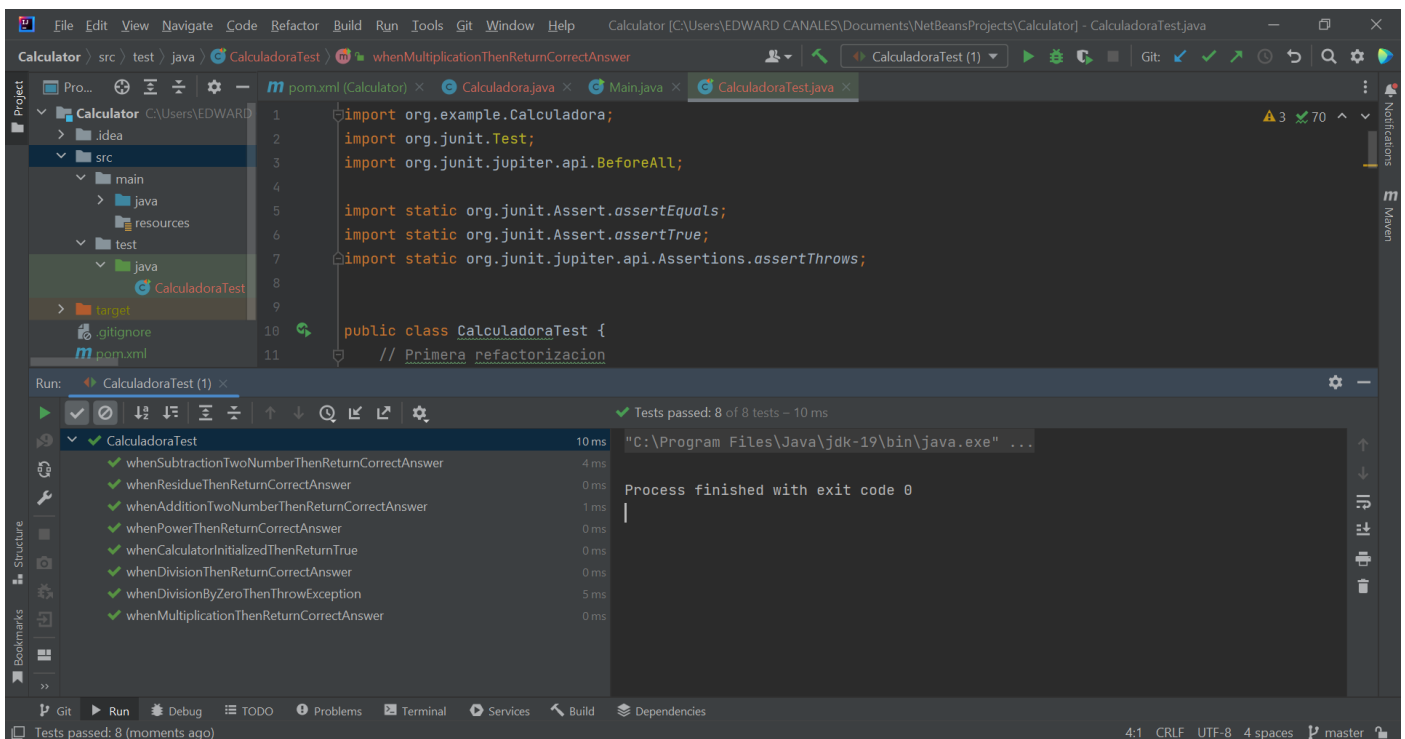 File Edit View Navigate Code Refactor Build Run Tools Git Window Help Calculator [C:\Users\EDWARD CANALES\Documents\NetBeansProjects\Calculator] - CalculadoraTest.java
Calculator src test java CalculadoraTest whenMultiplicationThenReturnCorrectAnswer CalculadoraTest (1) Git:
Project
Pro...
pom.xml (Calculator) Calculadora.java Main.java CalculadoraTest.java
Calculator C:\Users\EDWARD
.idea
src
main
java
resources
test
java
CalculadoraTest
target
.gitignore
pom.xml
1 import org.example.Calculadora;
2 import org.junit.Test;
3 import org.junit.jupiter.api.BeforeAll;
4
5 import static org.junit.Assert.assertEquals;
6 import static org.junit.Assert.assertTrue;
7 import static org.junit.jupiter.api.Assertions.assertThrows;
8
9
10 public class CalculadoraTest {
11 // Primera refactorizacion
3 70
Notifications
Maven
Run: CalculadoraTest (1)
Tests passed: 8 of 8 tests – 10 ms
CalculadoraTest 10 ms
whenSubtractionTwoNumberThenReturnCorrectAnswer 4 ms
whenResidueThenReturnCorrectAnswer 0 ms
whenAdditionTwoNumberThenReturnCorrectAnswer 1 ms
whenPowerThenReturnCorrectAnswer 0 ms
whenCalculatorInitializedThenReturnTrue 0 ms
whenDivisionThenReturnCorrectAnswer 0 ms
whenDivisionByZeroThenThrowException 5 ms
whenMultiplicationThenReturnCorrectAnswer 0 ms
"C:\Program Files\Java\jdk-19\bin\java.exe" ...
Process finished with exit code 0
Structure
Bookmarks
Git Run Debug TODO Problems Terminal Services Build Dependencies
Tests passed: 8 (moments ago) 4:1 CRLF UTF-8 4 spaces master